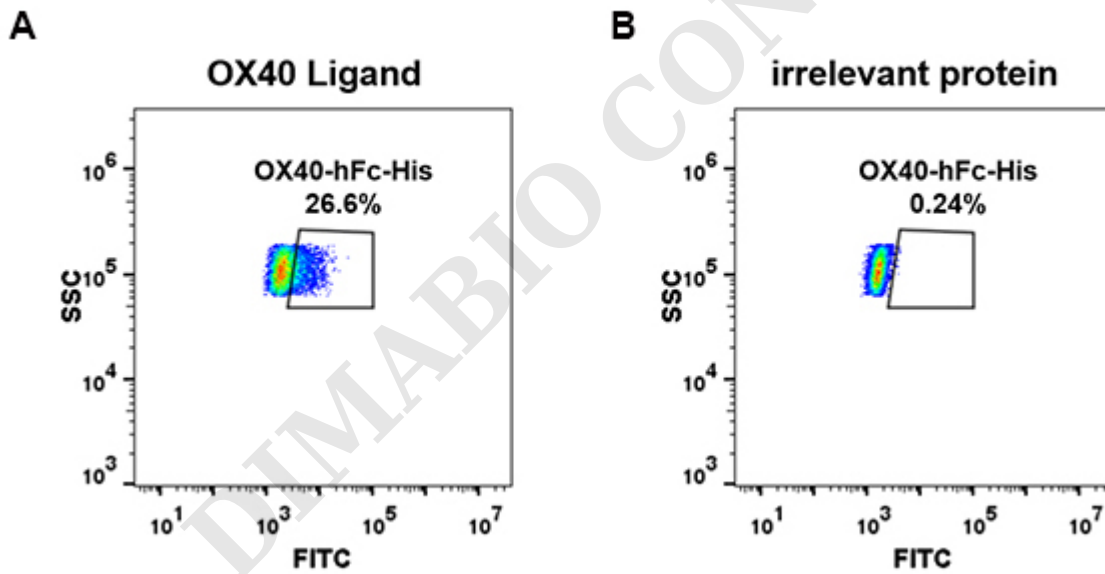 A
OX40 Ligand
OX40-hFc-His
26.6%
10^6
10^5
10^4
10^3
SSC
10^1
10^3
10^5
10^7
FITC
B
irrelevant protein
OX40-hFc-His
0.24%
10^6
10^5
10^4
10^3
SSC
10^1
10^3
10^5
10^7
FITC
DIMABIO CON